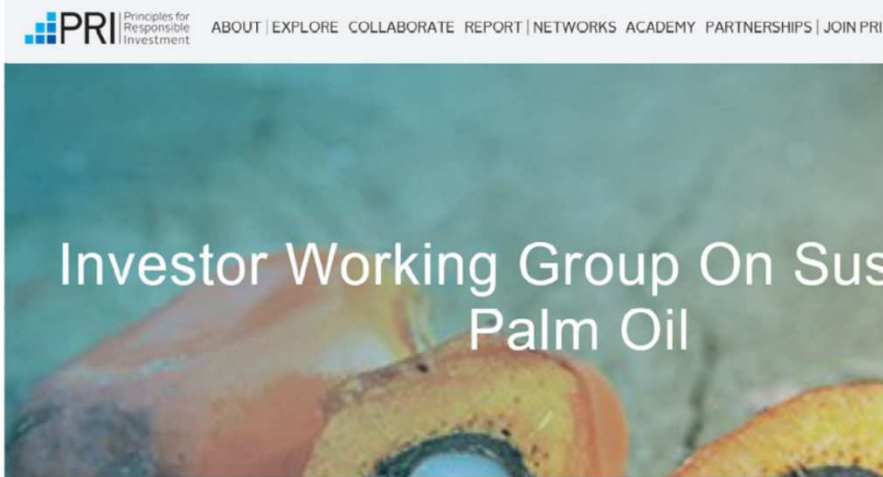 PRI
Principles for
Responsible
Investment
ABOUT | EXPLORE COLLABORATE REPORT | NETWORKS ACADEMY PARTNERSHIPS | JOIN PRI
Investor Working Group On Sus
Palm Oil